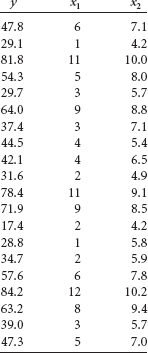 y x₁ x₂
47.8 6 7.1
29.1 1 4.2
81.8 11 10.0
54.3 5 8.0
29.7 3 5.7
64.0 9 8.8
37.4 3 7.1
44.5 4 5.4
42.1 4 6.5
31.6 2 4.9
78.4 11 9.1
71.9 9 8.5
17.4 2 4.2
28.8 1 5.8
34.7 2 5.9
57.6 6 7.8
84.2 12 10.2
63.2 8 9.4
39.0 3 5.7
47.3 5 7.0